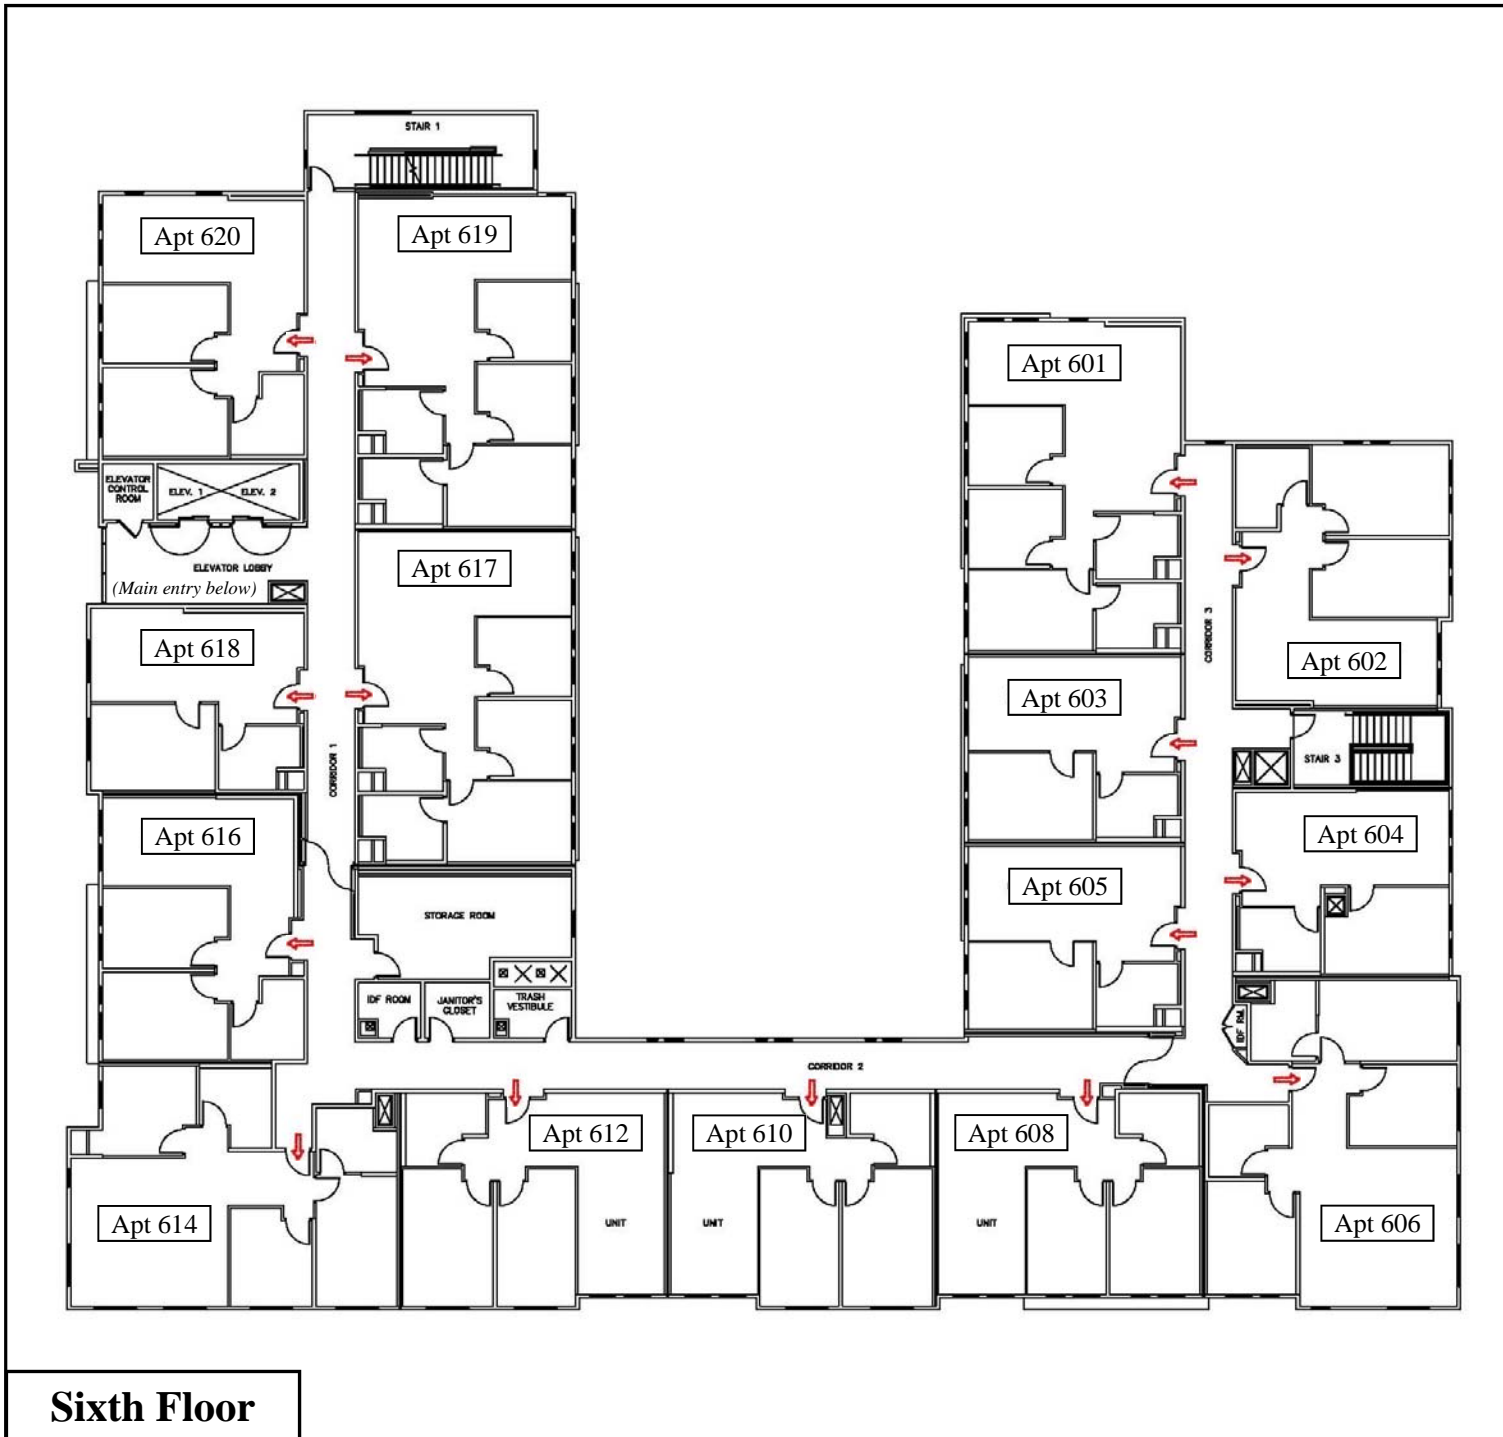 STAIR 1
Apt 620
Apt 619
Apt 601
ELEVATOR
CONTROL
ROOM
ELEV. 1
ELEV. 2
ELEVATOR LOBBY
(Main entry below)
Apt 617
Apt 618
CORRIDOR 3
Apt 602
Apt 603
STAIR 3
CORRIDOR 1
Apt 616
Apt 604
Apt 605
STORAGE ROOM
IDF ROOM
JANITOR'S
CLOSET
TRASH
VESTIBULE
IDF RM.
CORRIDOR 2
Apt 612
Apt 610
Apt 608
Apt 614
UNIT
UNIT
UNIT
Apt 606
Sixth Floor